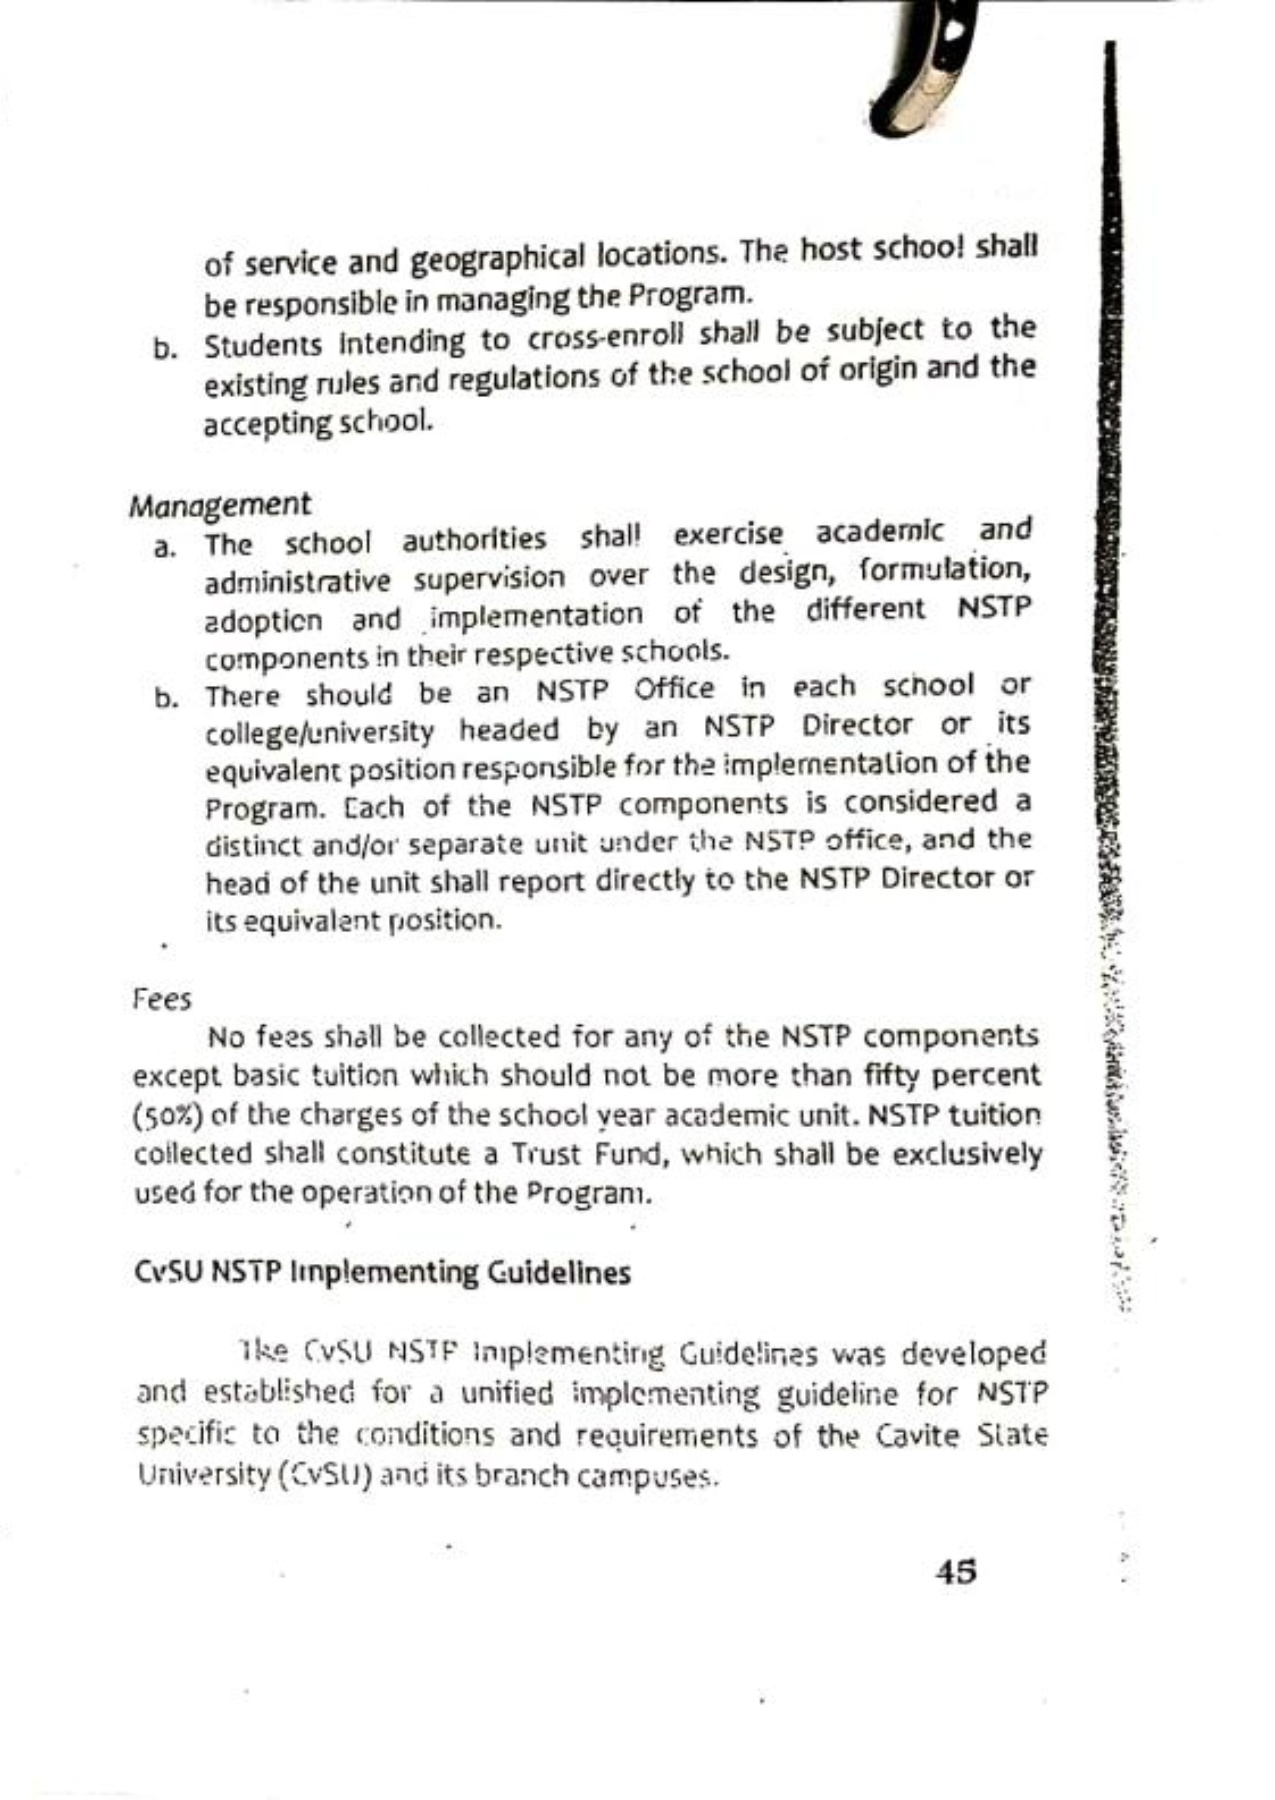 of service and geographical locations. The host school shall
be responsible in managing the Program.
b. Students intending to cross-enroll shall be subject to the
existing rules and regulations of the school of origin and the
accepting school.
Management
a. The school authorities shall exercise academic and
administrative supervision over the design, formulation,
adoption and implementation of the different NSTP
components in their respective schools.
b. There should be an NSTP Office in each school or
college/university headed by an NSTP Director or its
equivalent position responsible for the implementation of the
Program. Each of the NSTP components is considered a
distinct and/or separate unit under the NSTP office, and the
head of the unit shall report directly to the NSTP Director or
its equivalent position.
Fees
No fees shall be collected for any of the NSTP components
except basic tuition which should not be more than fifty percent
(50%) of the charges of the school year academic unit. NSTP tuition
collected shall constitute a Trust Fund, which shall be exclusively
used for the operation of the Program.
CvSU NSTP Implementing Guidelines
The CvSU NSTP Implementing Guidelines was developed
and established for a unified implementing guideline for NSTP
specific to the conditions and requirements of the Cavite State
University (CvSU) and its branch campuses.
45